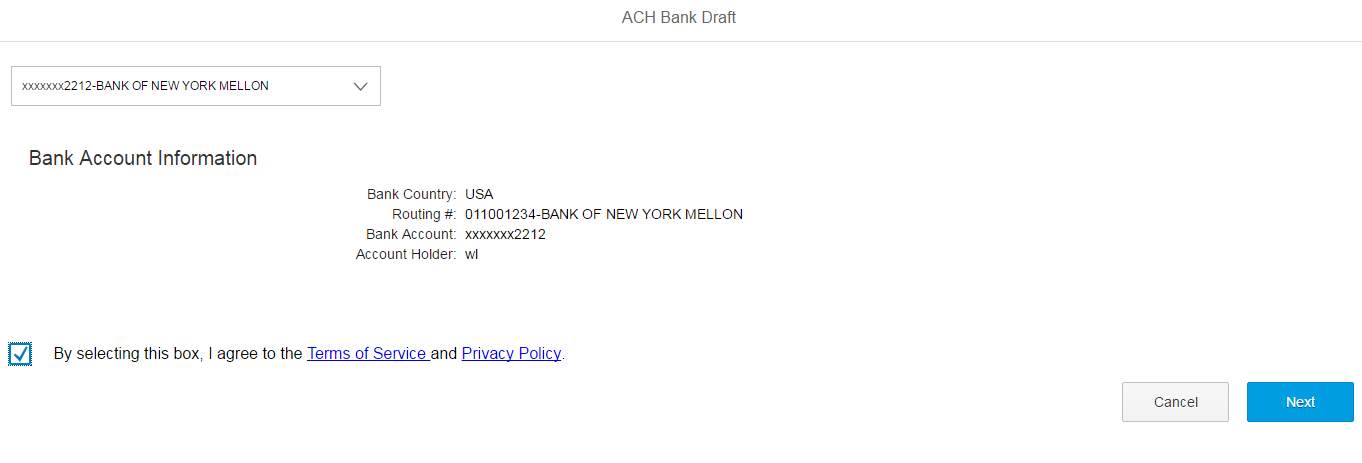 ACH Bank Draft
xxxxxxx2212-BANK OF NEW YORK MELLON
Bank Account Information
Bank Country: USA
Routing #: 011001234-BANK OF NEW YORK MELLON
Bank Account: xxxxxxx2212
Account Holder: wl
By selecting this box, I agree to the Terms of Service and Privacy Policy.
Cancel Next